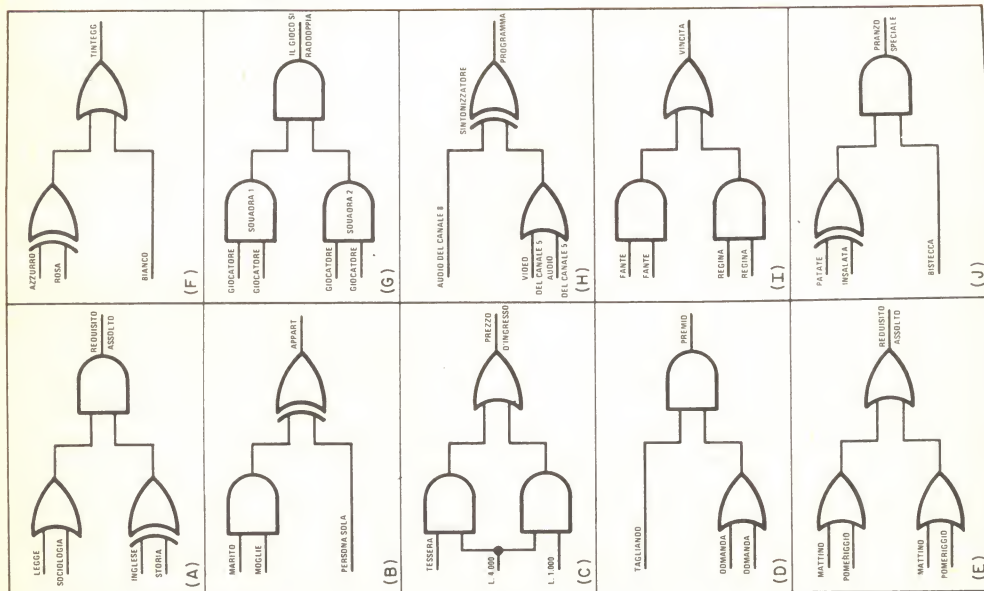 LEGGE
SOCIOLOGIA
INGLESE
STORIA
REQUISITO
ASSOLTO
(A)
MARITO
MOGLIE
PERSONA SOLA
APPART
(B)
TESSERA
L. 4.000
L. 1.000
PREZZO
D'INGRESSO
(C)
TAGLIANDO
DOMANDA
DOMANDA
PREMIO
(D)
MATTINO
POMERIGGIO
MATTINO
POMERIGGIO
REQUISITO
ASSOLTO
(E)
AZZURRO
ROSA
BIANCO
TINTEGG
(F)
GIOCATORE
GIOCATORE
SQUADRA 1
GIOCATORE
GIOCATORE
SQUADRA 2
IL GIOCO SI
RADDOPPIA
(G)
AUDIO DEL CANALE 8
VIDEO
DEL CANALE 5
AUDIO
DEL CANALE 5
SINTONIZZATORE
PROGRAMMA
(H)
FANTE
FANTE
REGINA
REGINA
VINCITA
(I)
PATATE
INSALATA
BISTECCA
PRANZO
SPECIALE
(J)